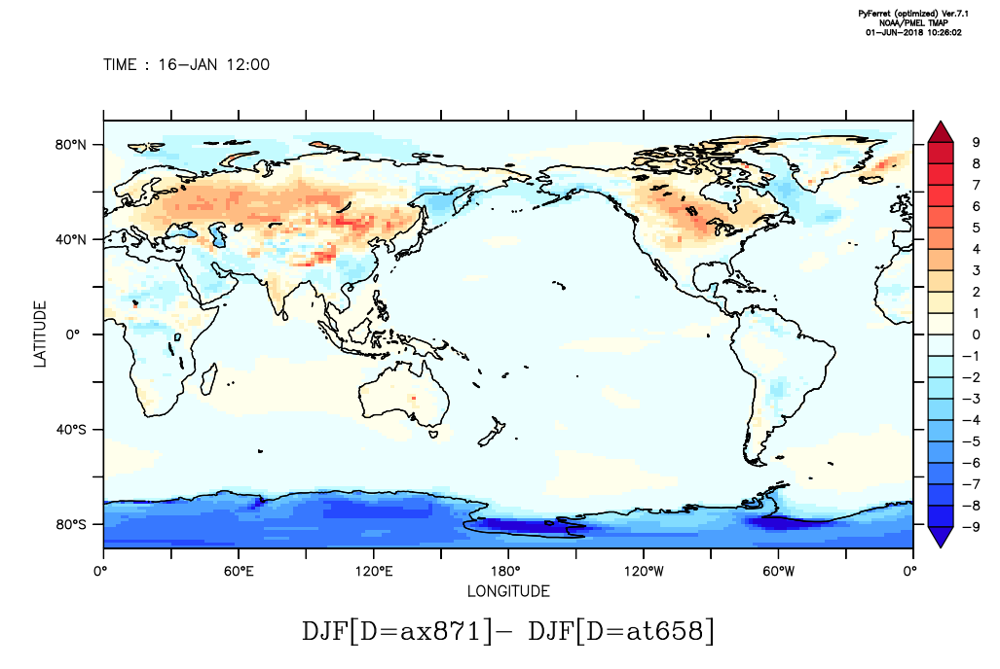 PyFerret (optimized) Ver.7.1
NOAA/PMEL TMAP
01-JUN-2018 10:26:02
TIME : 16-JAN 12:00
80°N
40°N
0°
40°S
80°S
LATITUDE
0°
60°E
120°E
180°
120°W
60°W
0°
LONGITUDE
9
8
7
6
5
4
3
2
1
0
-1
-2
-3
-4
-5
-6
-7
-8
-9
DJF[D=ax871]- DJF[D=at658]